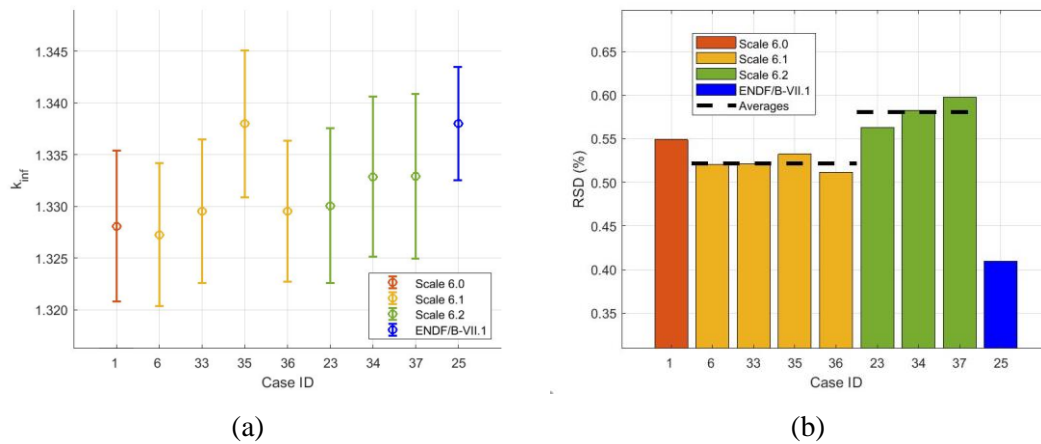 (a)
1.345
1.340
1.335
1.330
1.325
1.320
k_inf
Scale 6.0
Scale 6.1
Scale 6.2
ENDF/B-VII.1
1 6 33 35 36 23 34 37 25
Case ID
(b)
0.65
0.60
0.55
0.50
0.45
0.40
0.35
RSD (%)
Scale 6.0
Scale 6.1
Scale 6.2
ENDF/B-VII.1
Averages
1 6 33 35 36 23 34 37 25
Case ID
(a)
(b)